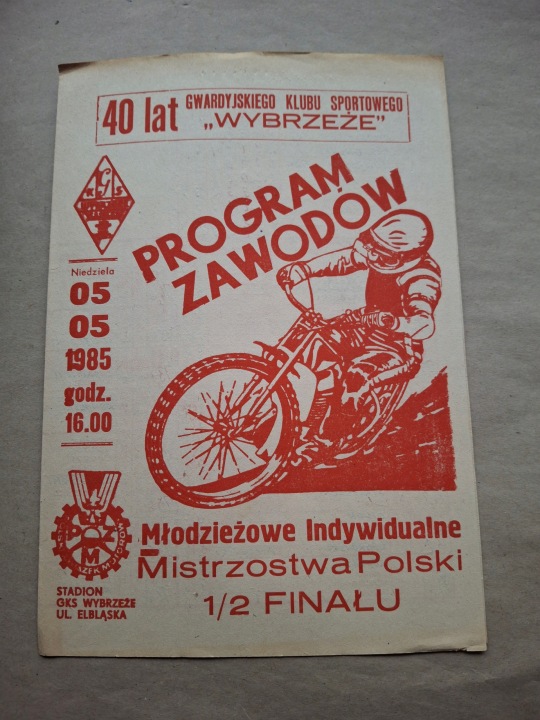 40 lat GWARDYJSKIEGO KLUBU SPORTOWEGO
„WYBRZEŻE”
G
K S
PROGRAM
ZAWODÓW
Niedziela
05
05
1985
godz.
16.00
PZM
Młodzieżowe Indywidualne
Mistrzostwa Polski
1/2 FINAŁU
STADION
GKS WYBRZEŻE
UL. ELBLĄSKA